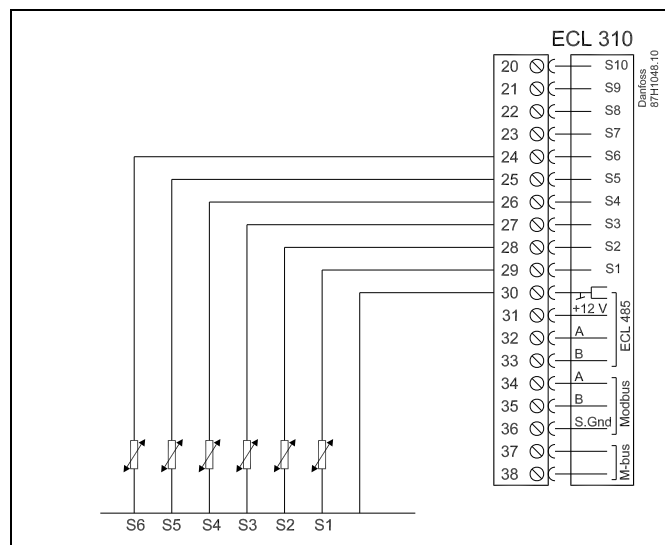 ECL 310
20 S10
21 S9
22 S8
23 S7
24 S6
25 S5
26 S4
27 S3
28 S2
29 S1
30
+12 V
31
32 A
33 B
34 A
35 B
36 S.Gnd
37
38
ECL 485
Modbus
M-bus
Danfoss
87H1048.10
S6 S5 S4 S3 S2 S1